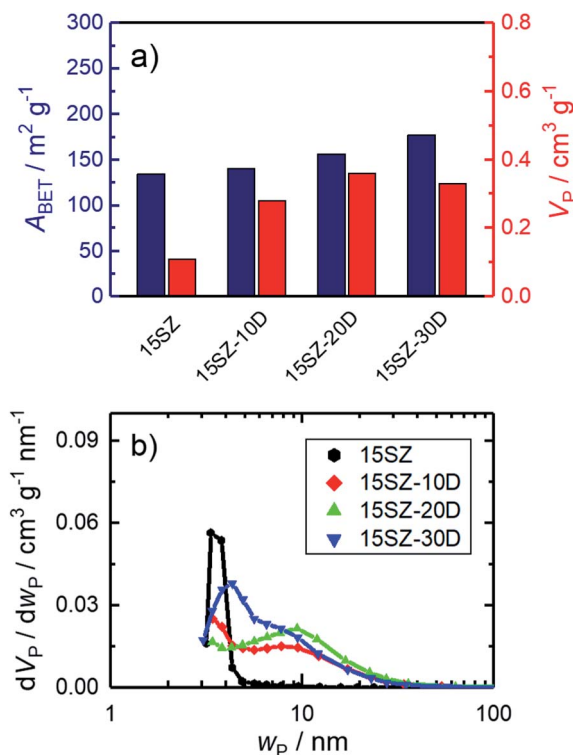 a)
300
250
200
150
100
50
0
A_BET / m² g⁻¹
0.8
0.6
0.4
0.2
0.0
V_P / cm³ g⁻¹
15SZ
15SZ-10D
15SZ-20D
15SZ-30D
b)
0.09
0.06
0.03
0.00
dV_P / dw_P / cm³ g⁻¹ nm⁻¹
15SZ
15SZ-10D
15SZ-20D
15SZ-30D
1
10
100
w_P / nm